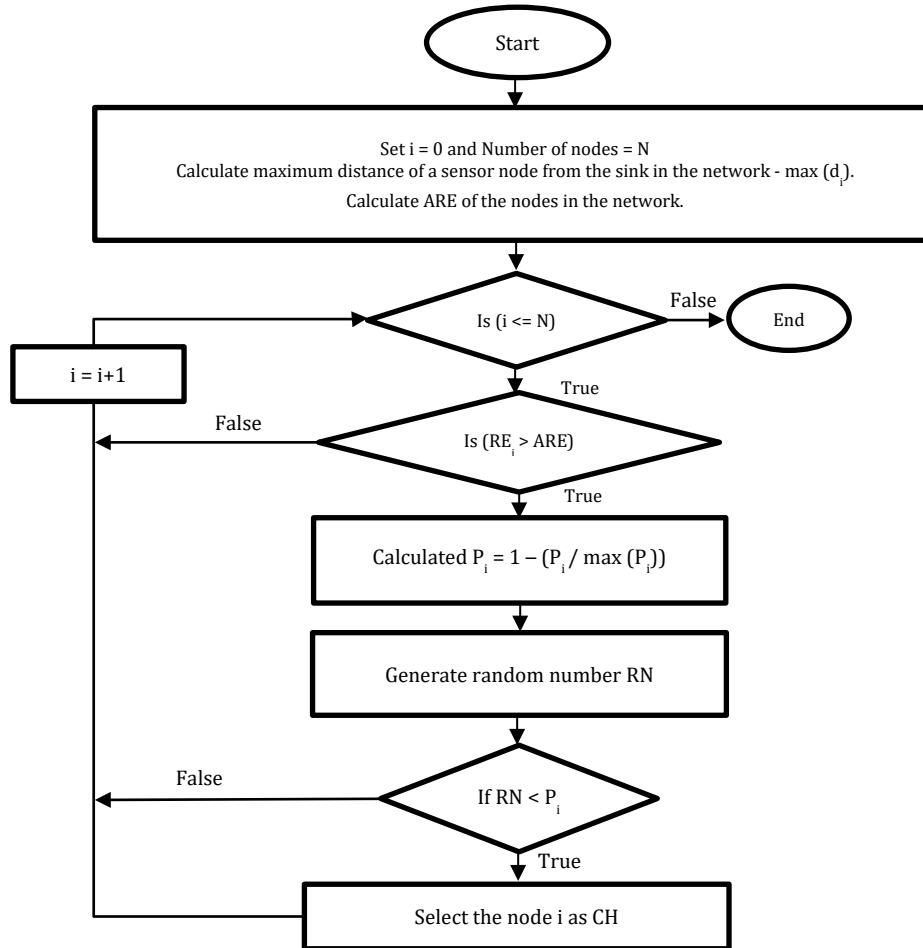 Start
Set i = 0 and Number of nodes = N
Calculate maximum distance of a sensor node from the sink in the network - max (dᵢ).
Calculate ARE of the nodes in the network.
Is (i <= N)
False
End
i = i+1
True
False
Is (REᵢ > ARE)
True
Calculated Pᵢ = 1 – (Pᵢ / max (Pᵢ))
Generate random number RN
False
If RN < Pᵢ
True
Select the node i as CH